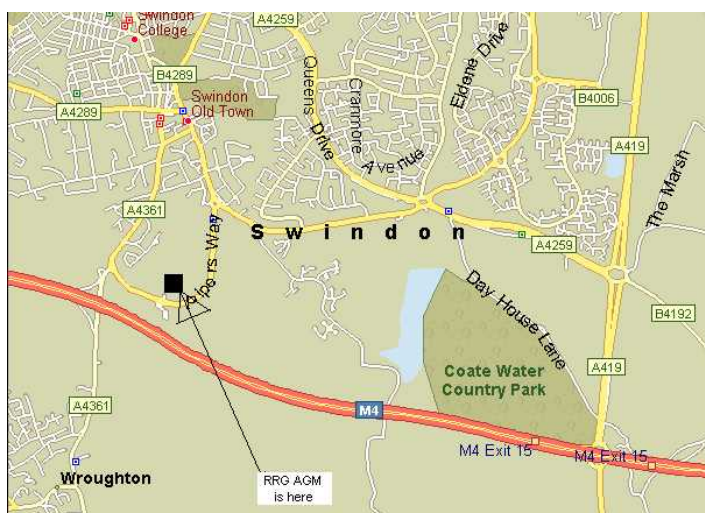 Swindon
College
A4259
B4289
A4289
Swindon
Old Town
Queens Drive
Cranmore
Avenue
Eldene Drive
B4006
A419
The Marsh
A4361
Pipers Way
Swindon
A4259
Day House Lane
B4192
Coate Water
Country Park
A419
A4361
M4
M4 Exit 15
M4 Exit 15
Wroughton
RRG AGM
is here